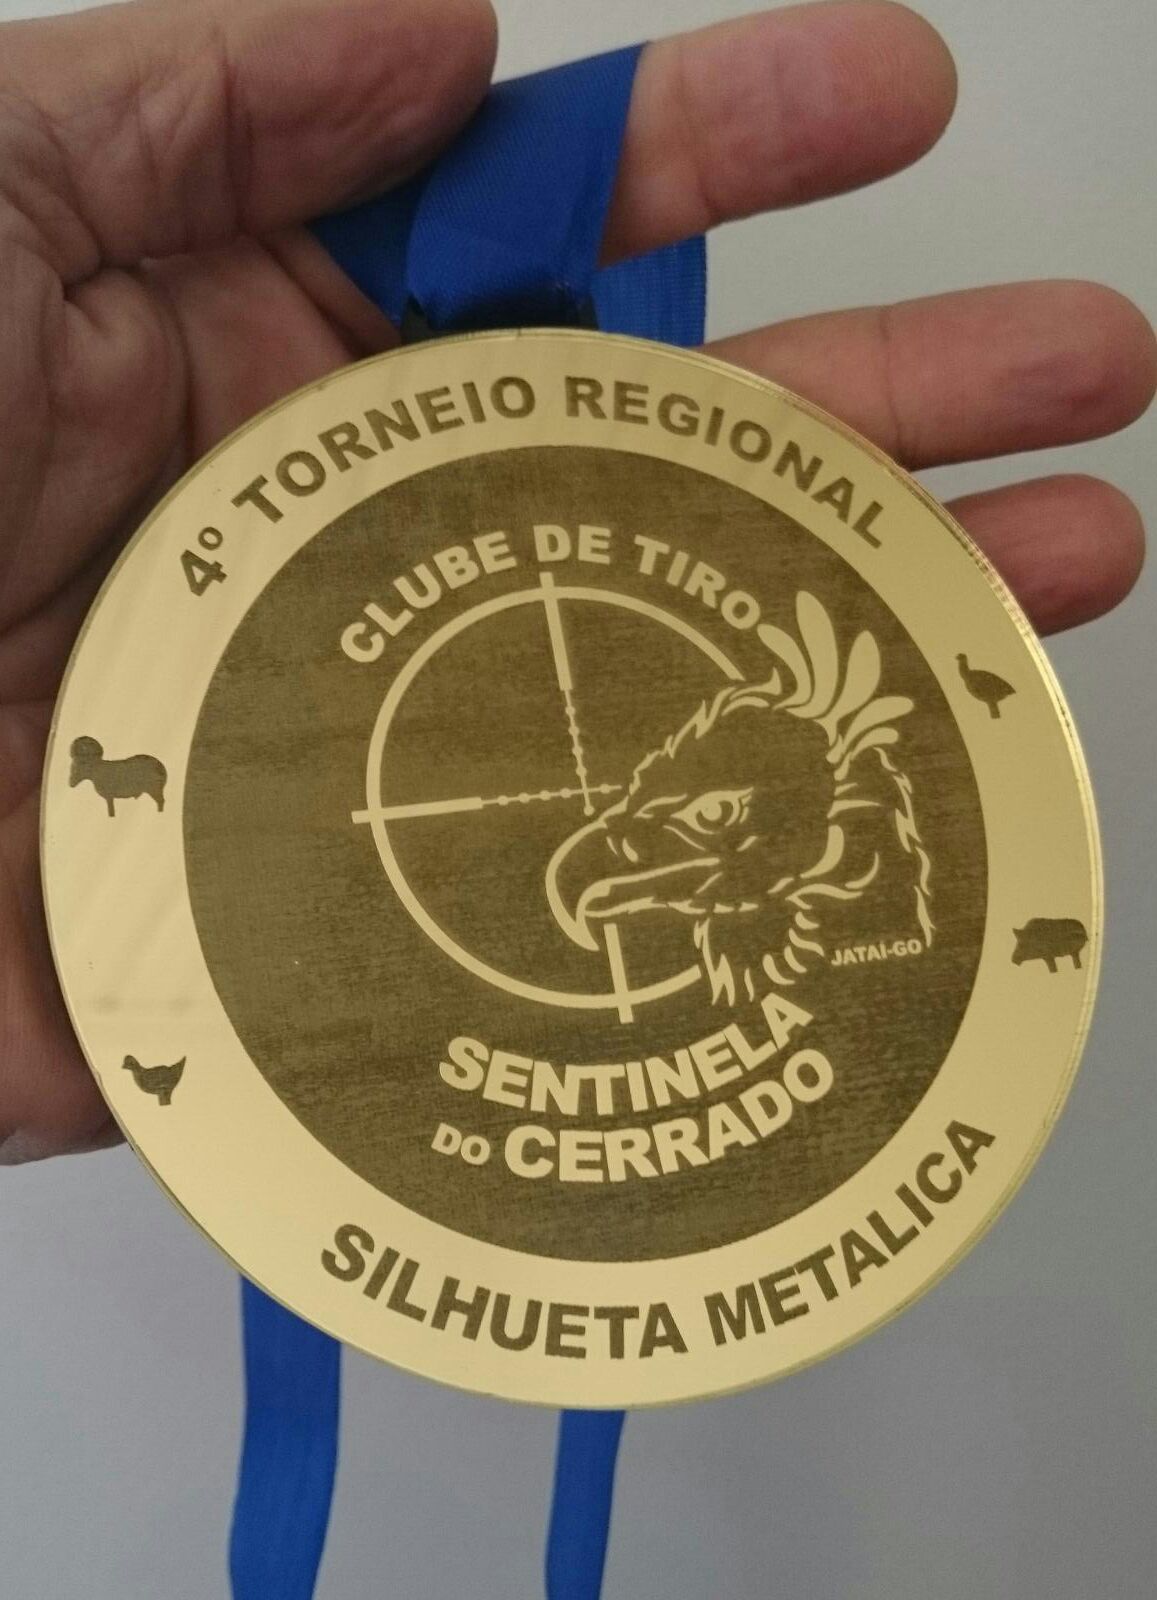 4º TORNEIO REGIONAL
CLUBE DE TIRO
JATAÍ-GO
SENTINELA
DO CERRADO
SILHUETA METALICA